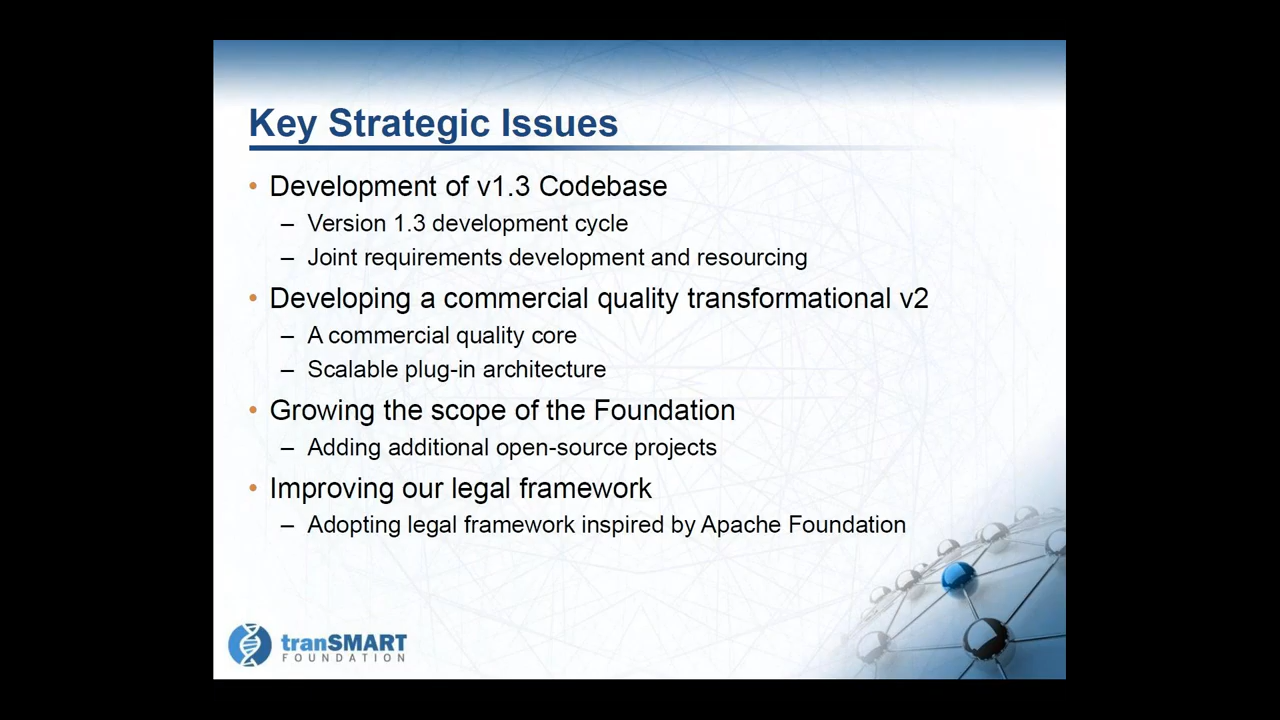 Key Strategic Issues
• Development of v1.3 Codebase
– Version 1.3 development cycle
– Joint requirements development and resourcing
• Developing a commercial quality transformational v2
– A commercial quality core
– Scalable plug-in architecture
• Growing the scope of the Foundation
– Adding additional open-source projects
• Improving our legal framework
– Adopting legal framework inspired by Apache Foundation
tranSMART
FOUNDATION